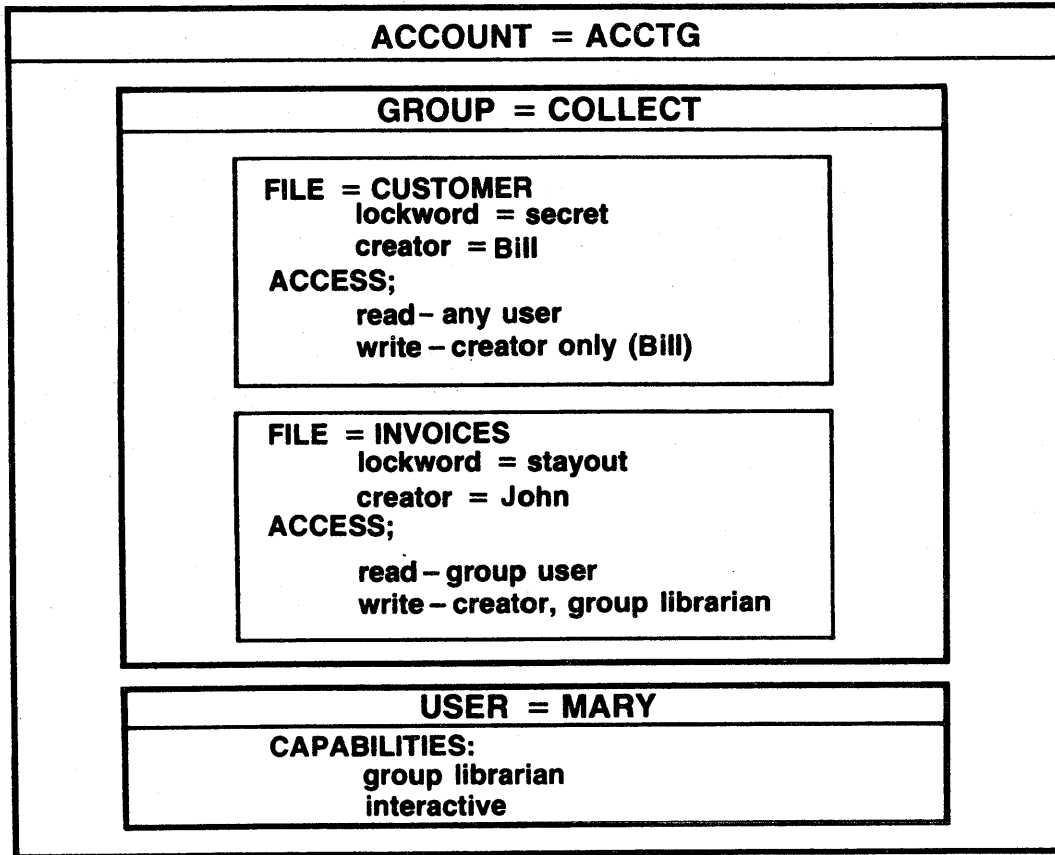 ACCOUNT = ACCTG
GROUP = COLLECT
FILE = CUSTOMER
lockword = secret
creator = Bill
ACCESS;
read – any user
write – creator only (Bill)
FILE = INVOICES
lockword = stayout
creator = John
ACCESS;
read – group user
write – creator, group librarian
USER = MARY
CAPABILITIES:
group librarian
interactive